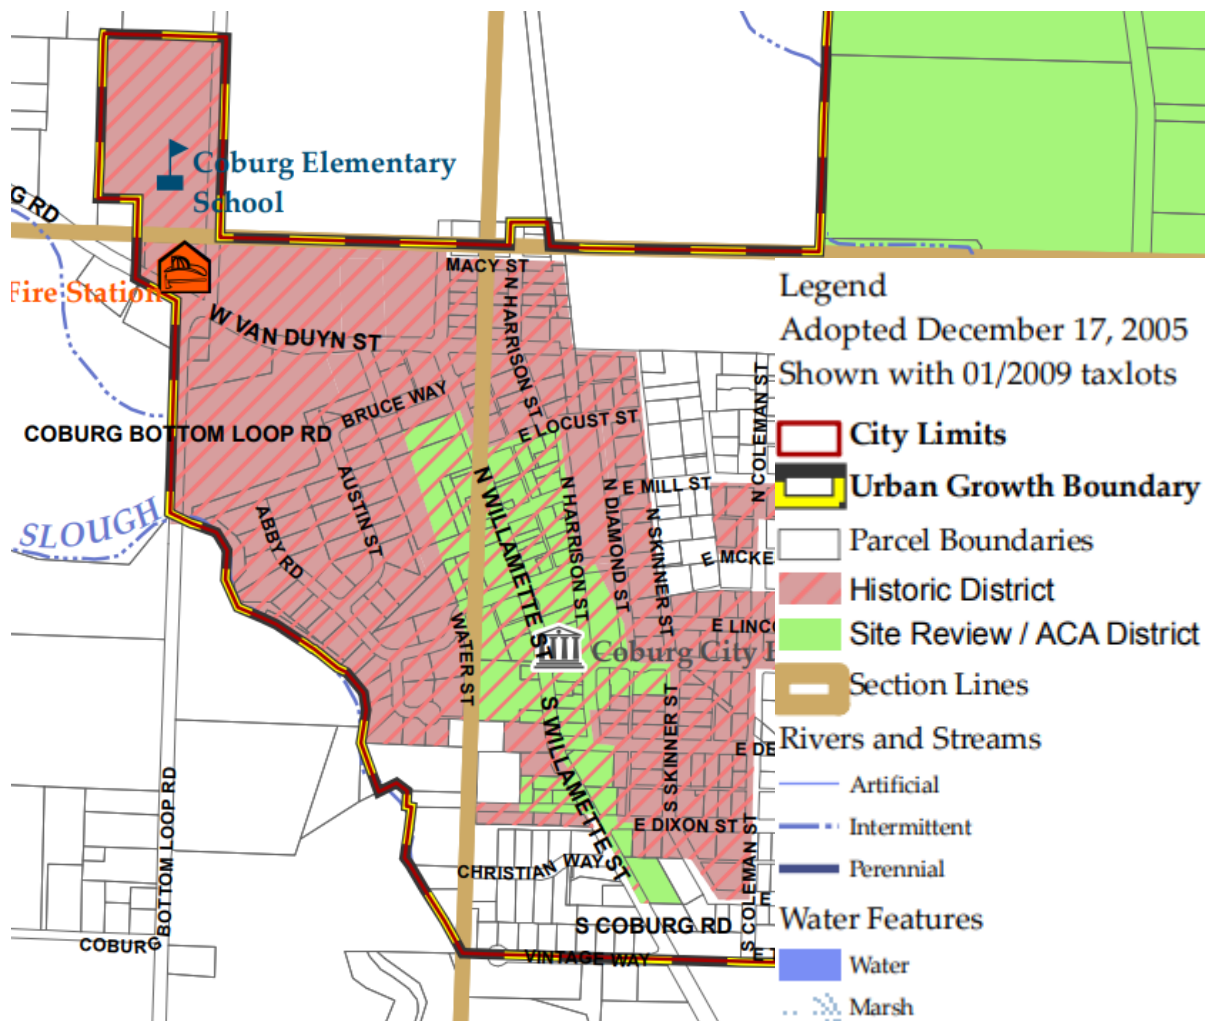 Coburg Elementary
School
G RD
MACY ST
Fire Station
W VAN DUYN ST
N HARRISON ST
BRUCE WAY
E LOCUST ST
COBURG BOTTOM LOOP RD
N COLEMAN ST
AUSTIN ST
N WILLAMETTE ST
N HARRISON ST
N DIAMOND ST
E MILL ST
SLOUGH
ABBY RD
N SKINNER ST
E MCKE
WATER ST
E LINC
Coburg City
S WILLAMETTE ST
S SKINNER ST
E DE
BOTTOM LOOP RD
E DIXON ST
CHRISTIAN WAY
S COLEMAN ST
E
S COBURG RD
COBURG
VINTAGE WAY
E
Legend
Adopted December 17, 2005
Shown with 01/2009 taxlots
City Limits
Urban Growth Boundary
Parcel Boundaries
Historic District
Site Review / ACA District
Section Lines
Rivers and Streams
Artificial
Intermittent
Perennial
Water Features
Water
Marsh